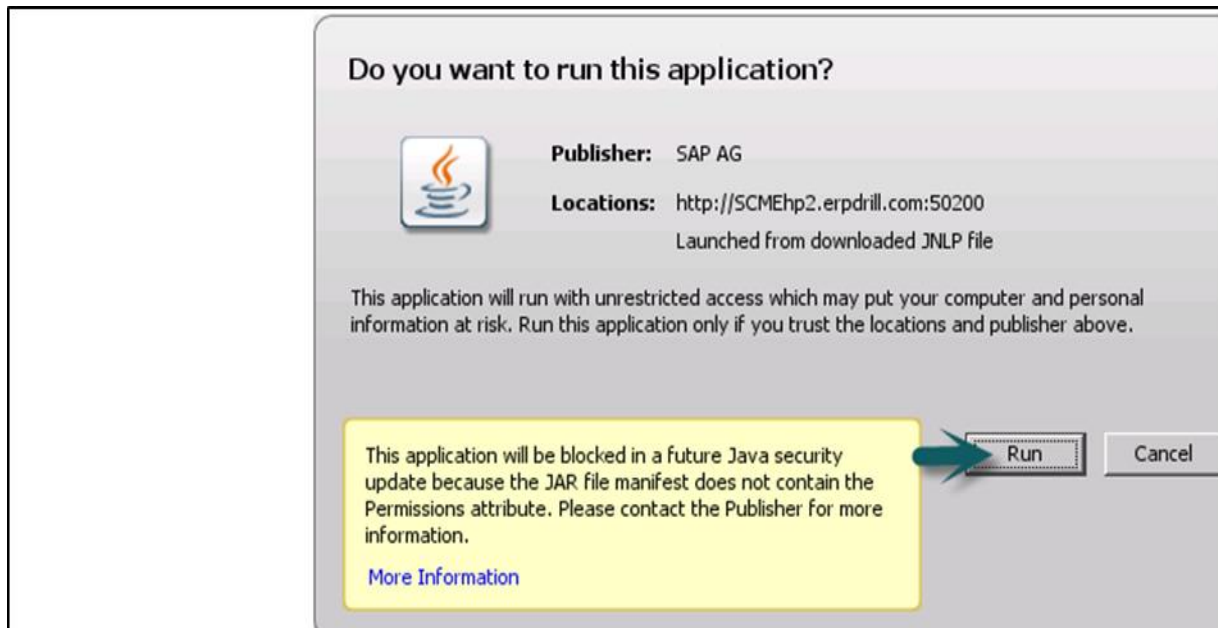 Do you want to run this application?
Publisher: SAP AG
Locations: http://SCMEhp2.erpdrill.com:50200
Launched from downloaded JNLP file
This application will run with unrestricted access which may put your computer and personal
information at risk. Run this application only if you trust the locations and publisher above.
This application will be blocked in a future Java security
update because the JAR file manifest does not contain the
Permissions attribute. Please contact the Publisher for more
information.
More Information
Run
Cancel